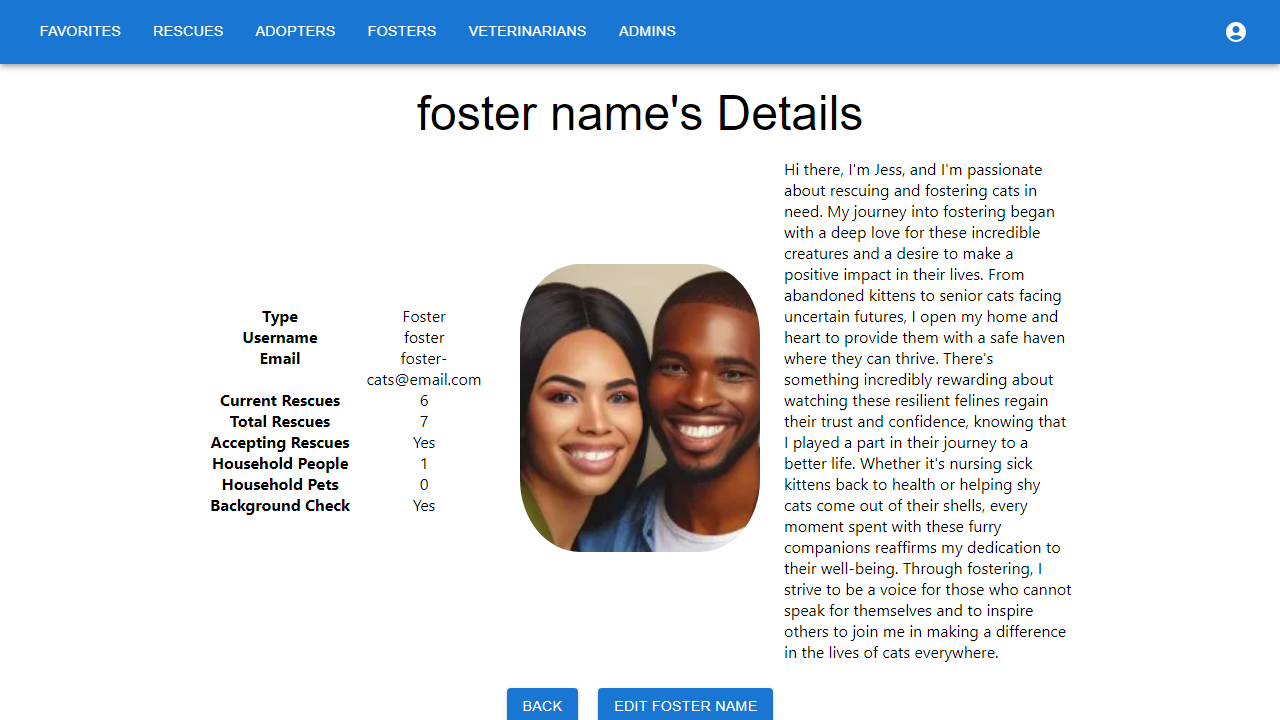 FAVORITES RESCUES ADOPTERS FOSTERS VETERINARIANS ADMINS
foster name's Details
Type Foster
Username foster
Email foster-
cats@email.com
Current Rescues 6
Total Rescues 7
Accepting Rescues Yes
Household People 1
Household Pets 0
Background Check Yes
Hi there, I'm Jess, and I'm passionate
about rescuing and fostering cats in
need. My journey into fostering began
with a deep love for these incredible
creatures and a desire to make a
positive impact in their lives. From
abandoned kittens to senior cats facing
uncertain futures, I open my home and
heart to provide them with a safe haven
where they can thrive. There's
something incredibly rewarding about
watching these resilient felines regain
their trust and confidence, knowing that
I played a part in their journey to a
better life. Whether it's nursing sick
kittens back to health or helping shy
cats come out of their shells, every
moment spent with these furry
companions reaffirms my dedication to
their well-being. Through fostering, I
strive to be a voice for those who cannot
speak for themselves and to inspire
others to join me in making a difference
in the lives of cats everywhere.
BACK EDIT FOSTER NAME